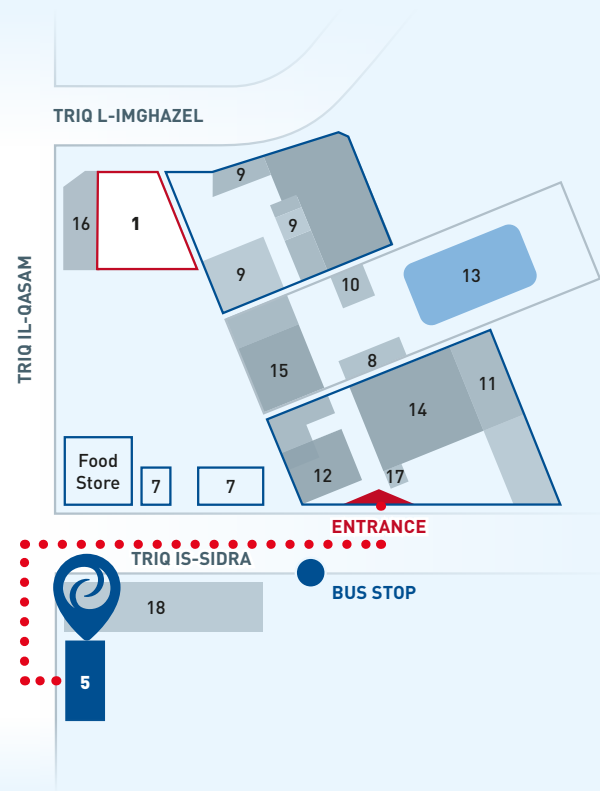 TRIQ L-IMGHAZEL
9
16
1
9
9
10
13
TRIQ IL-QASAM
15
8
11
14
Food
Store
7
7
12
17
ENTRANCE
TRIQ IS-SIDRA
BUS STOP
18
5